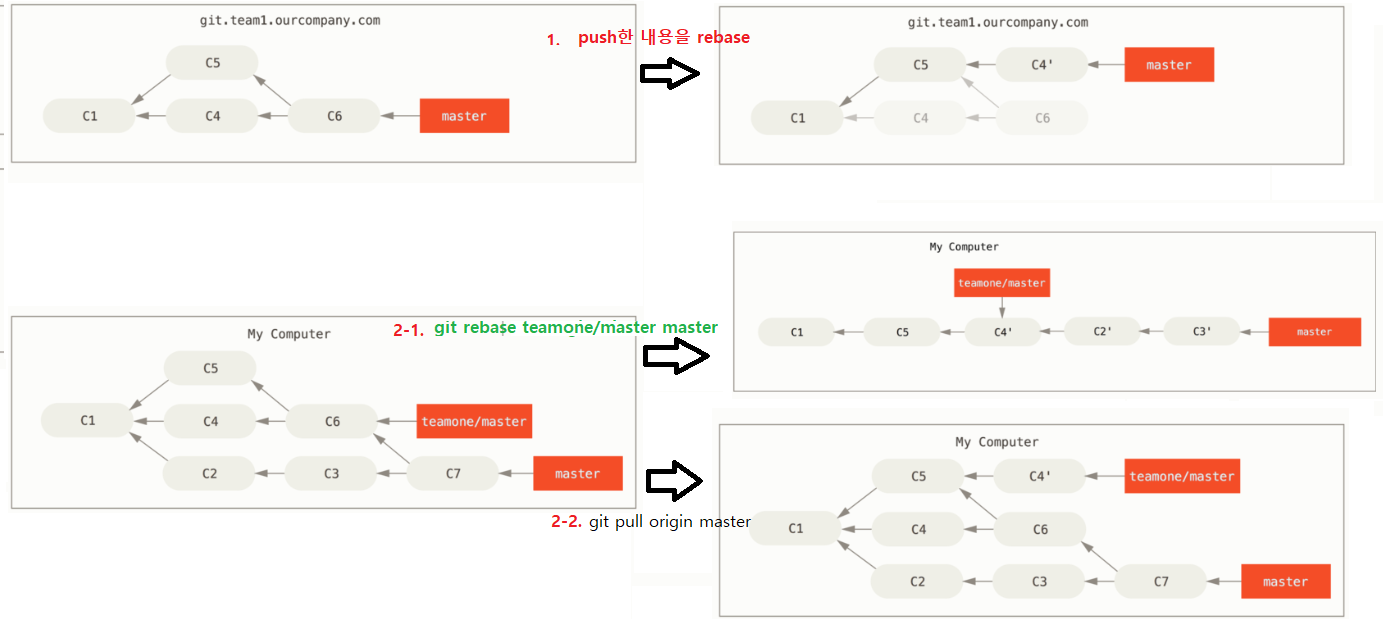 git.team1.ourcompany.com
C5
C1
C4
C6
master
1. push한 내용을 rebase
git.team1.ourcompany.com
C5
C4'
master
C1
C4
C6
My Computer
C5
C1
C4
C6
teamone/master
C2
C3
C7
master
2-1. git rebase teamone/master master
My Computer
teamone/master
C1
C5
C4'
C2'
C3'
master
2-2. git pull origin master
My Computer
C5
C4'
teamone/master
C1
C4
C6
C2
C3
C7
master